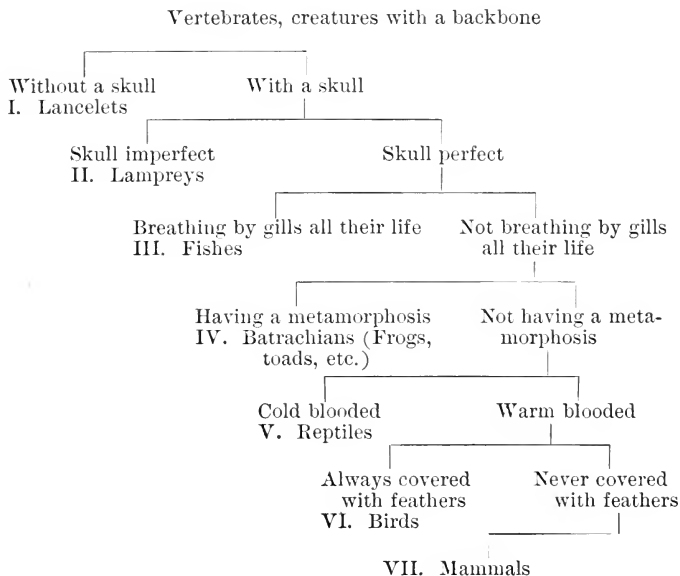 Vertebrates, creatures with a backbone
Without a skull
I. Lancelets
With a skull
Skull imperfect
II. Lampreys
Skull perfect
Breathing by gills all their life
III. Fishes
Not breathing by gills
all their life
Having a metamorphosis
IV. Batrachians (Frogs,
toads, etc.)
Not having a meta-
morphosis
Cold blooded
V. Reptiles
Warm blooded
Always covered
with feathers
VI. Birds
Never covered
with feathers
VII. Mammals